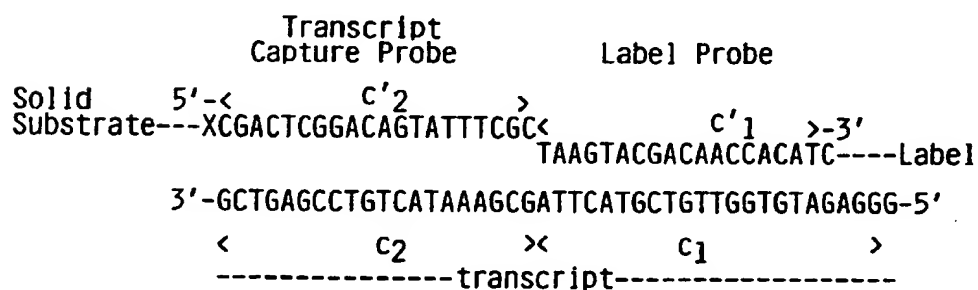 Transcript
Capture Probe Label Probe
Solid 5'-< C'2 >
Substrate---XCGACTCGGACAGTATTTCGC< C'1 >-3'
TAAGTACGACAACCACATC----Label
3'-GCTGAGCCTGTCATAAAGCGATTCATGCTGTTGGTGTAGAGGG-5'
< C2 >< C1 >
----------------transcript-------------------